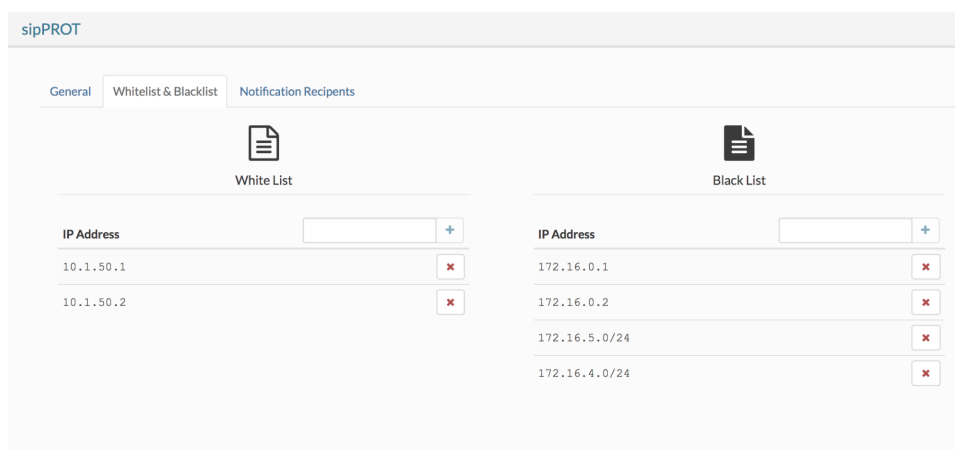 sipPROT
General Whitelist & Blacklist Notification Recipents
White List
IP Address
10.1.50.1
10.1.50.2
Black List
IP Address
172.16.0.1
172.16.0.2
172.16.5.0/24
172.16.4.0/24